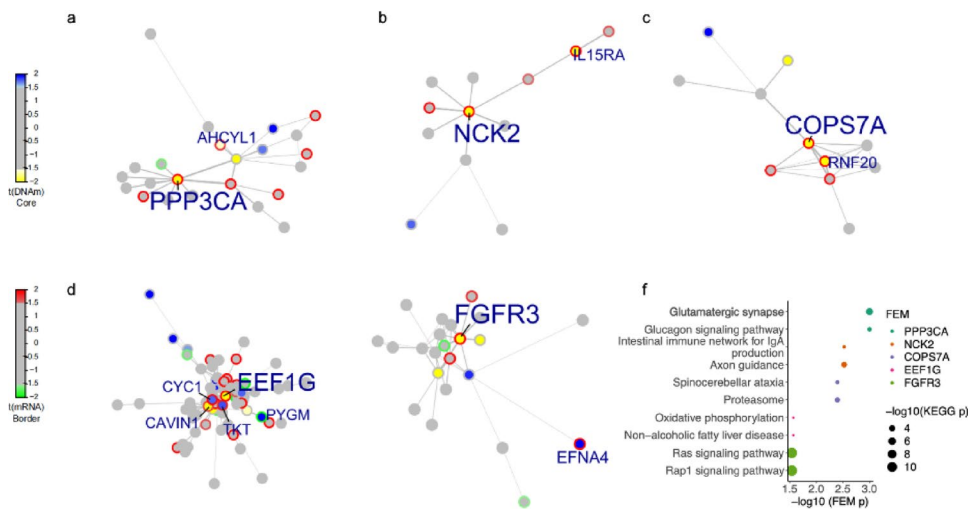 a
b
c
2
1.5
1
0.5
0
−0.5
−1
−1.5
−2
t(DNAm)
Core
AHCYL1
PPP3CA
IL15RA
NCK2
COPS7A
RNF20
2
1.5
1
0.5
0
−0.5
−1
−1.5
−2
t(mRNA)
Border
d
CYC1
EEF1G
CAVIN1
TKT
PYGM
FGFR3
EFNA4
f
Glutamatergic synapse
Glucagon signaling pathway
Intestinal immune network for IgA
production
Axon guidance
Spinocerebellar ataxia
Proteasome
Oxidative phosphorylation
Non−alcoholic fatty liver disease
Ras signaling pathway
Rap1 signaling pathway
1.5 2.0 2.5 3.0
−log10 (FEM p)
FEM
PPP3CA
NCK2
COPS7A
EEF1G
FGFR3
−log10(KEGG p)
4
6
8
10